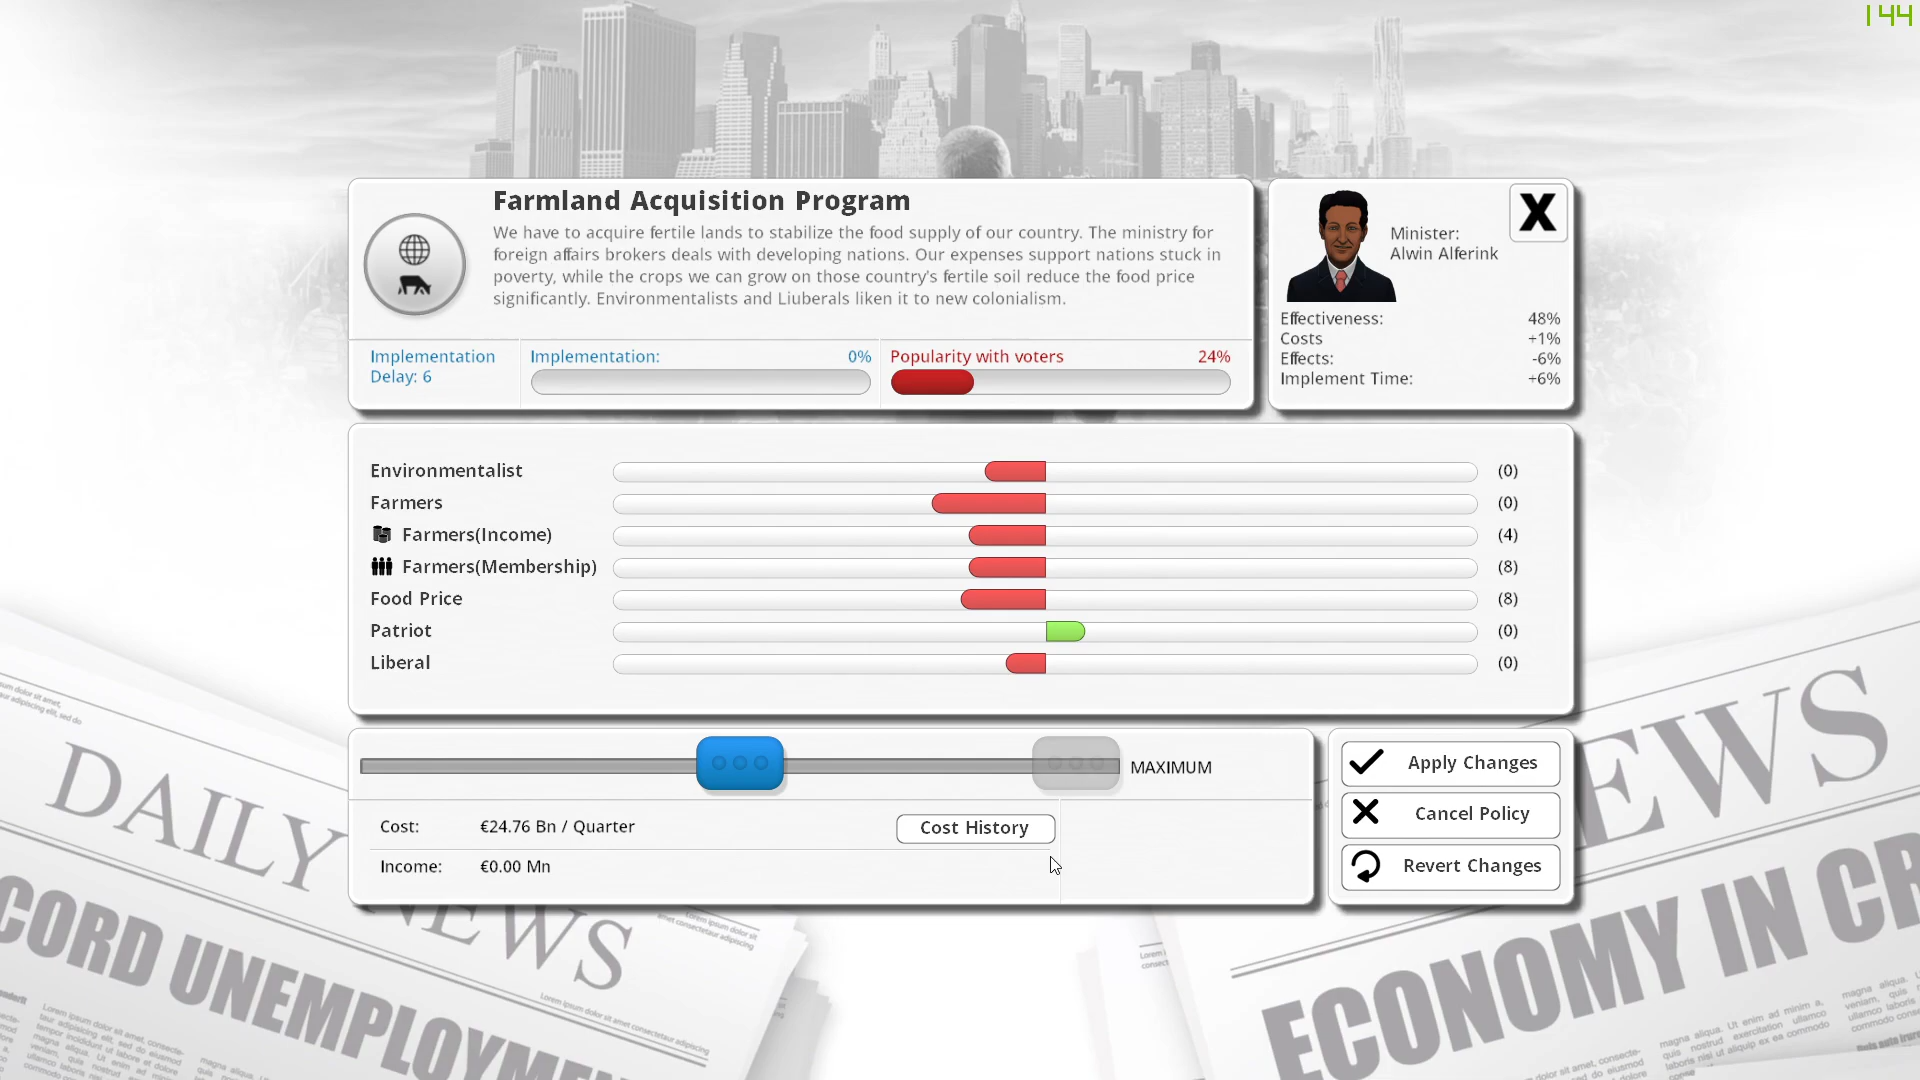 144
Farmland Acquisition Program
We have to acquire fertile lands to stabilize the food supply of our country. The ministry for
foreign affairs brokers deals with developing nations. Our expenses support nations stuck in
poverty, while the crops we can grow on those country's fertile soil reduce the food price
significantly. Environmentalists and Liuberals liken it to new colonialism.
Implementation
Delay: 6
Implementation: 0%
Popularity with voters 24%
X
Minister:
Alwin Alferink
Effectiveness: 48%
Costs +1%
Effects: -6%
Implement Time: +6%
Environmentalist (0)
Farmers (0)
Farmers(Income) (4)
Farmers(Membership) (8)
Food Price (8)
Patriot (0)
Liberal (0)
MAXIMUM
Cost: €24.76 Bn / Quarter
Cost History
Income: €0.00 Mn
Apply Changes
Cancel Policy
Revert Changes
DAILY NEWS
CORD UNEMPLOYME
EWS
ECONOMY IN CR